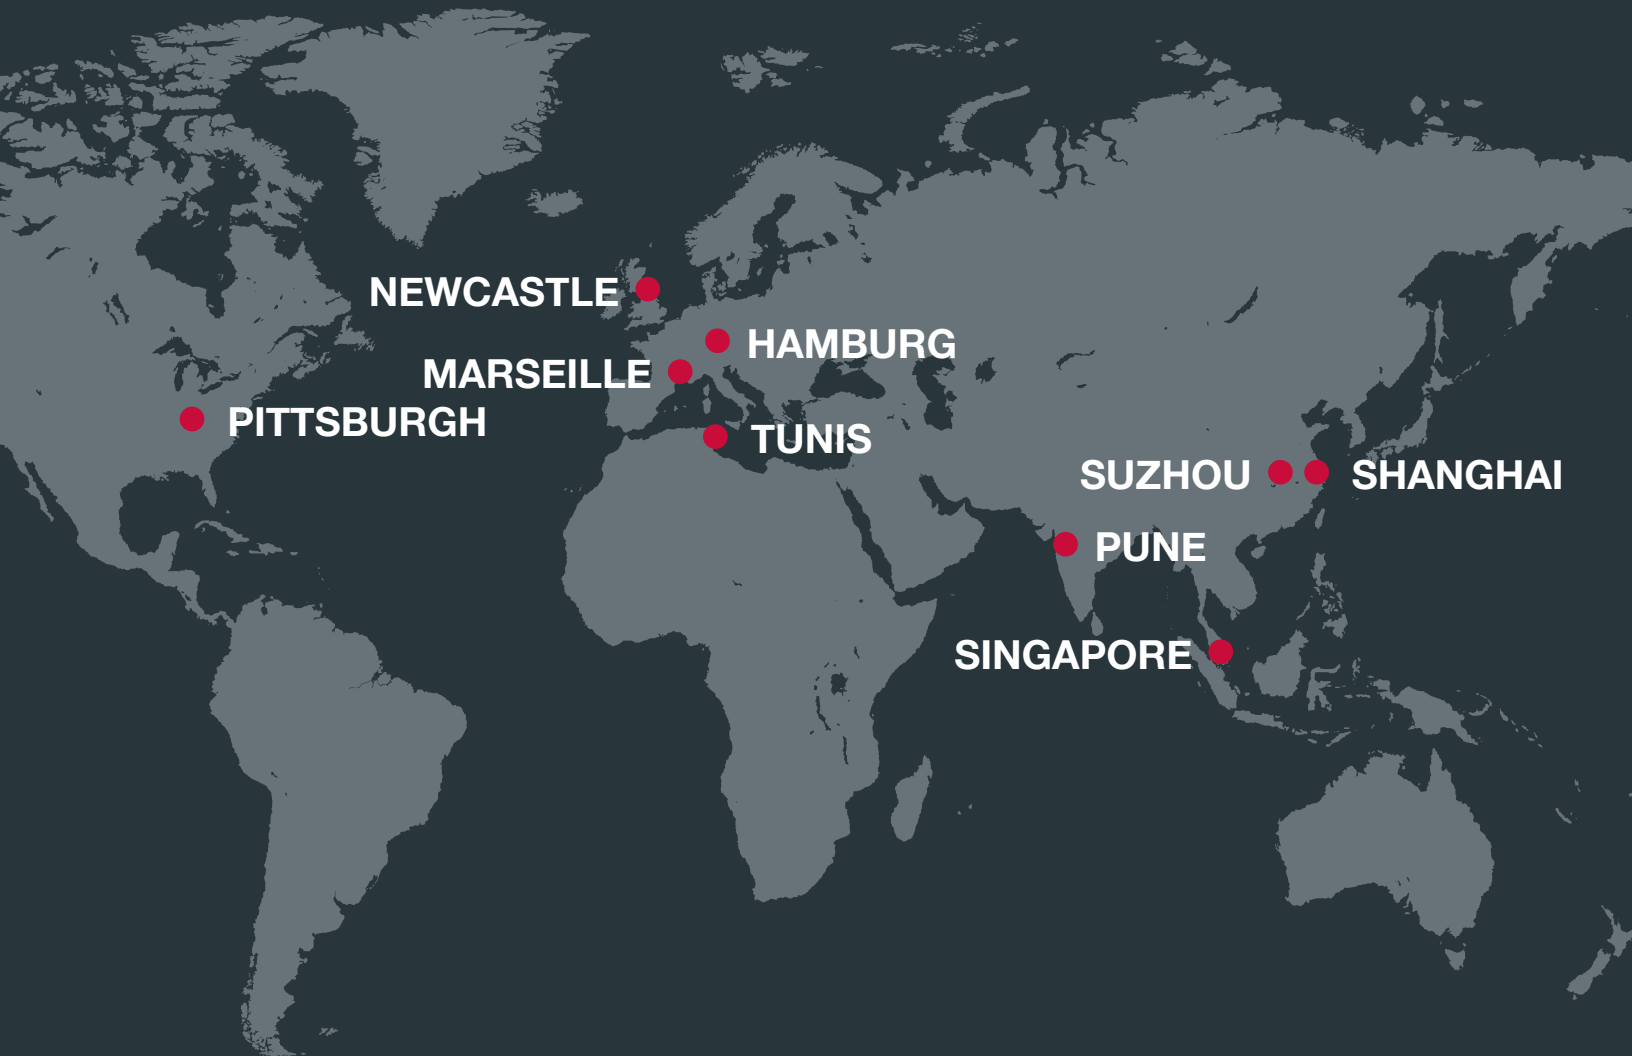 NEWCASTLE
HAMBURG
MARSEILLE
PITTSBURGH
TUNIS
SUZHOU
SHANGHAI
PUNE
SINGAPORE